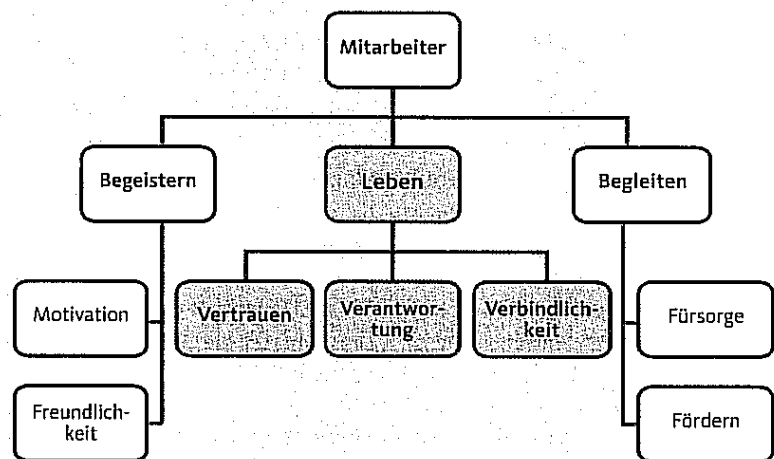 Mitarbeiter
Begeistern
Leben
Begleiten
Motivation
Vertrauen
Verantwor-
tung
Verbindlich-
keit
Fürsorge
Freundlich-
keit
Fördern